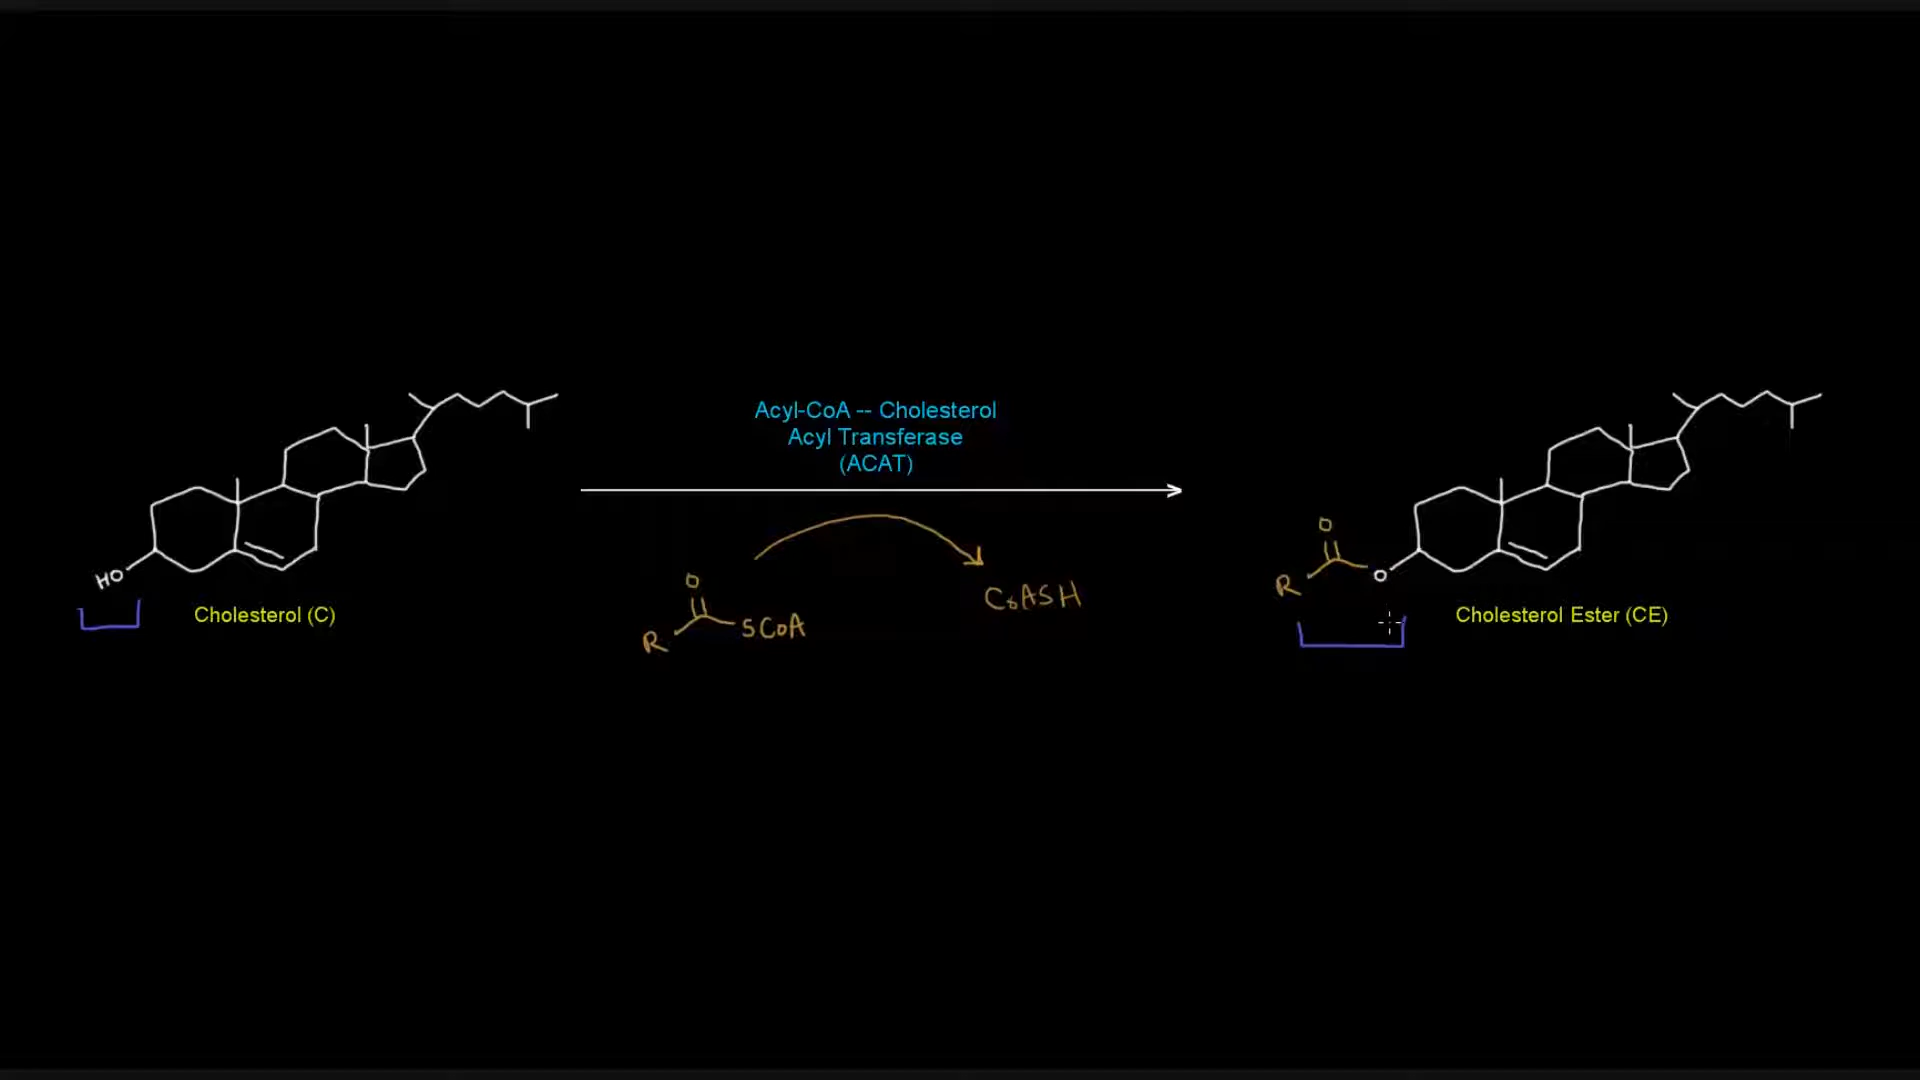 Acyl-CoA -- Cholesterol
Acyl Transferase
(ACAT)
HO
Cholesterol (C)
O
R
SCoA
CoASH
O
R
O
Cholesterol Ester (CE)